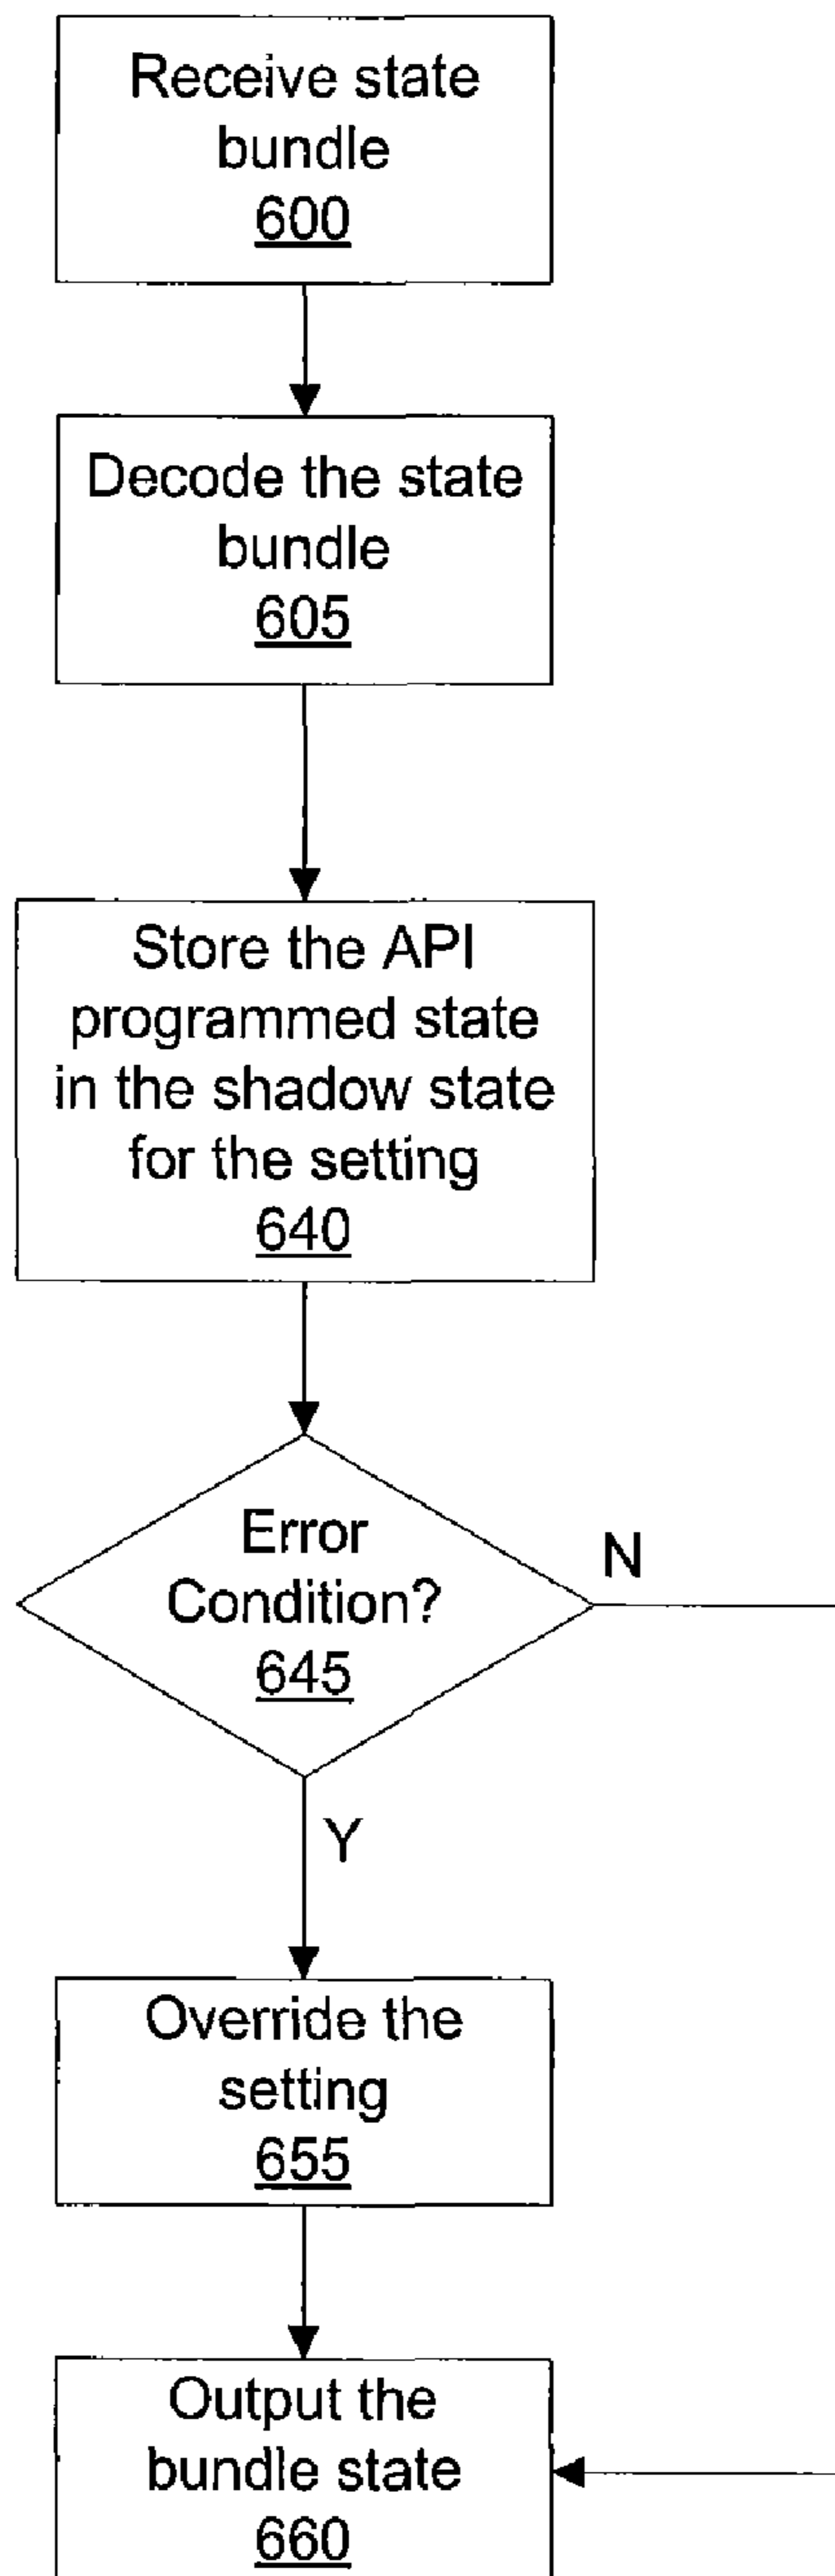 Receive state
bundle
600
Decode the state
bundle
605
Store the API
programmed state
in the shadow state
for the setting
640
Error
Condition?
645
N
Y
Override the
setting
655
Output the
bundle state
660